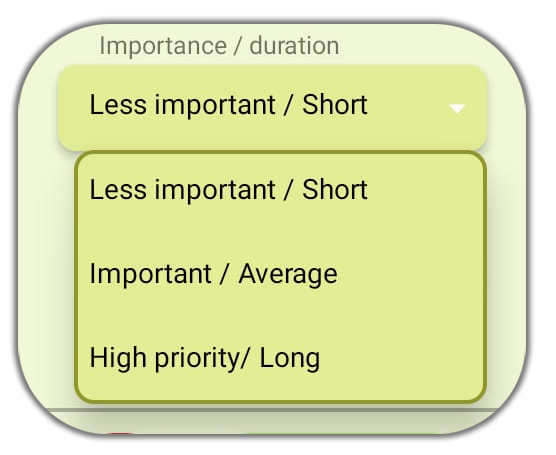 Importance / duration
Less important / Short
Less important / Short
Important / Average
High priority/ Long